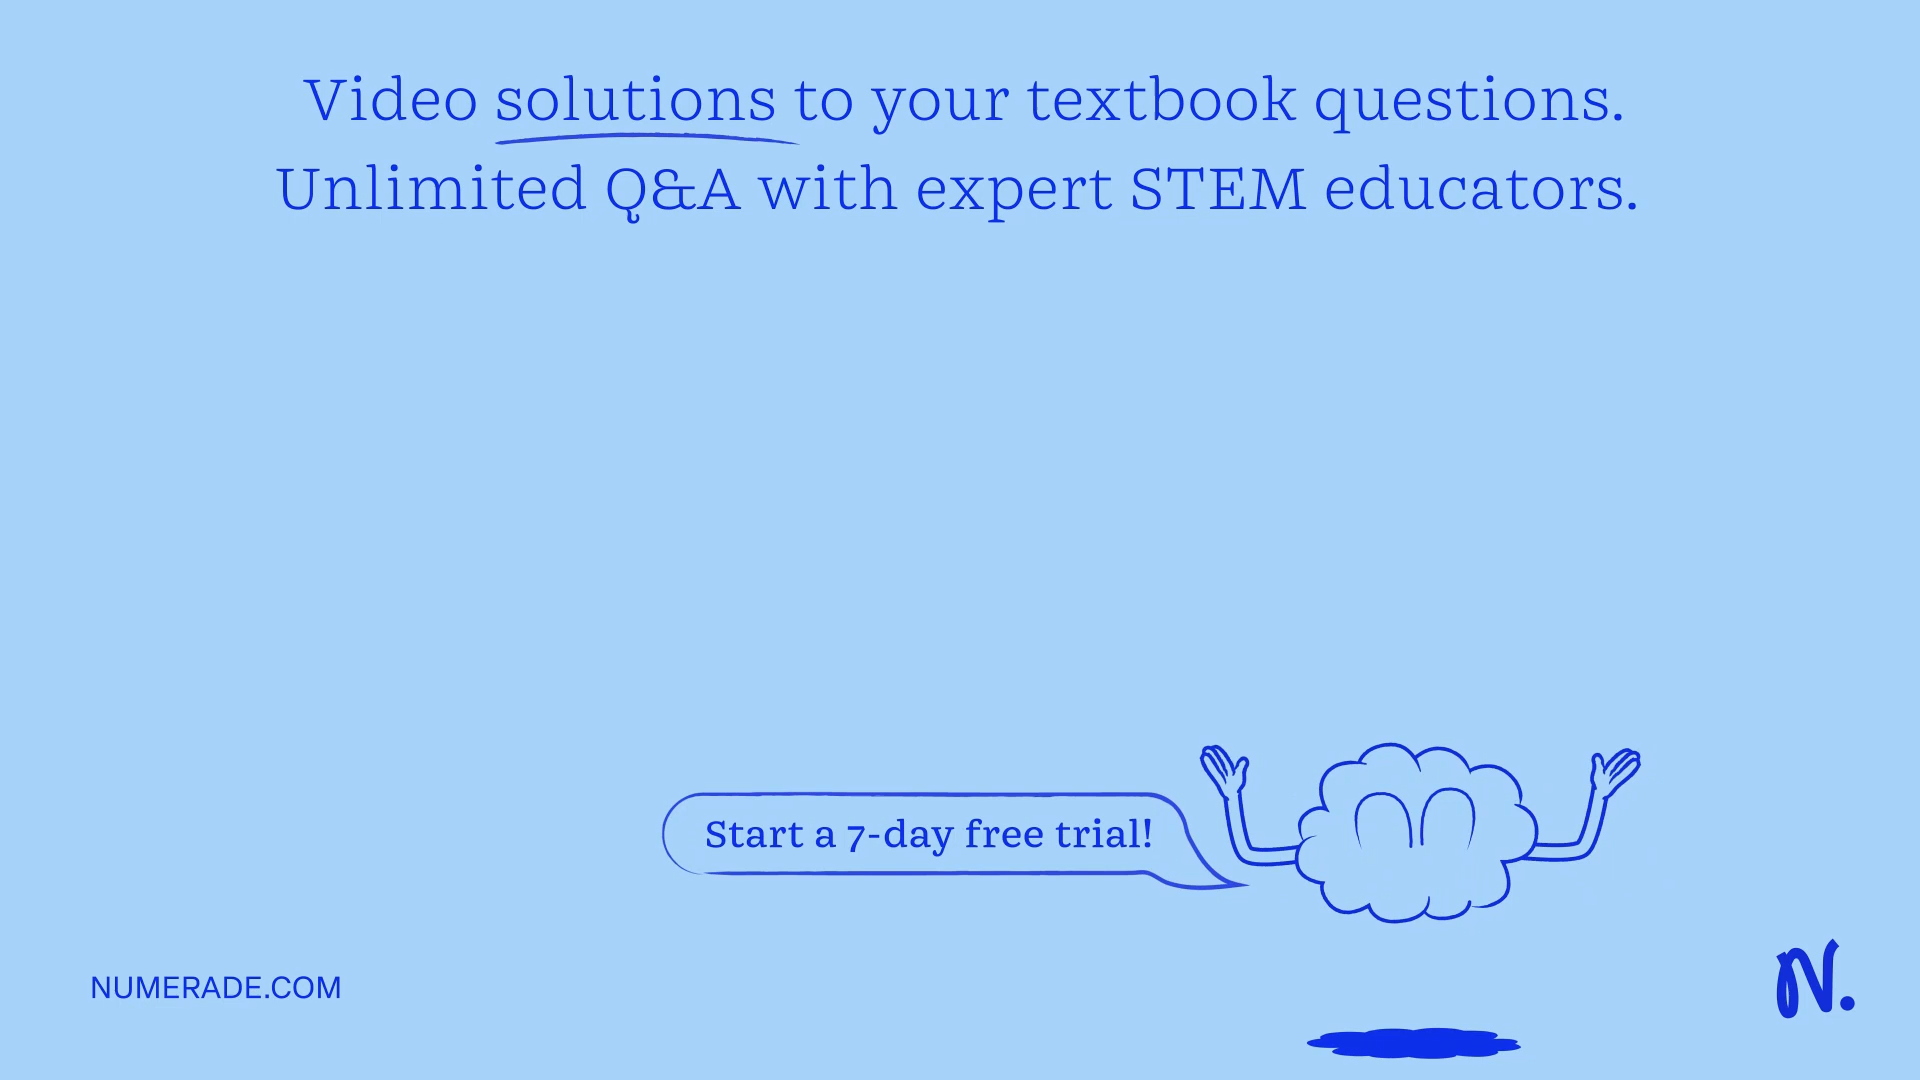 Video solutions to your textbook questions.
Unlimited Q&A with expert STEM educators.
Start a 7-day free trial!
NUMERADE.COM
N.